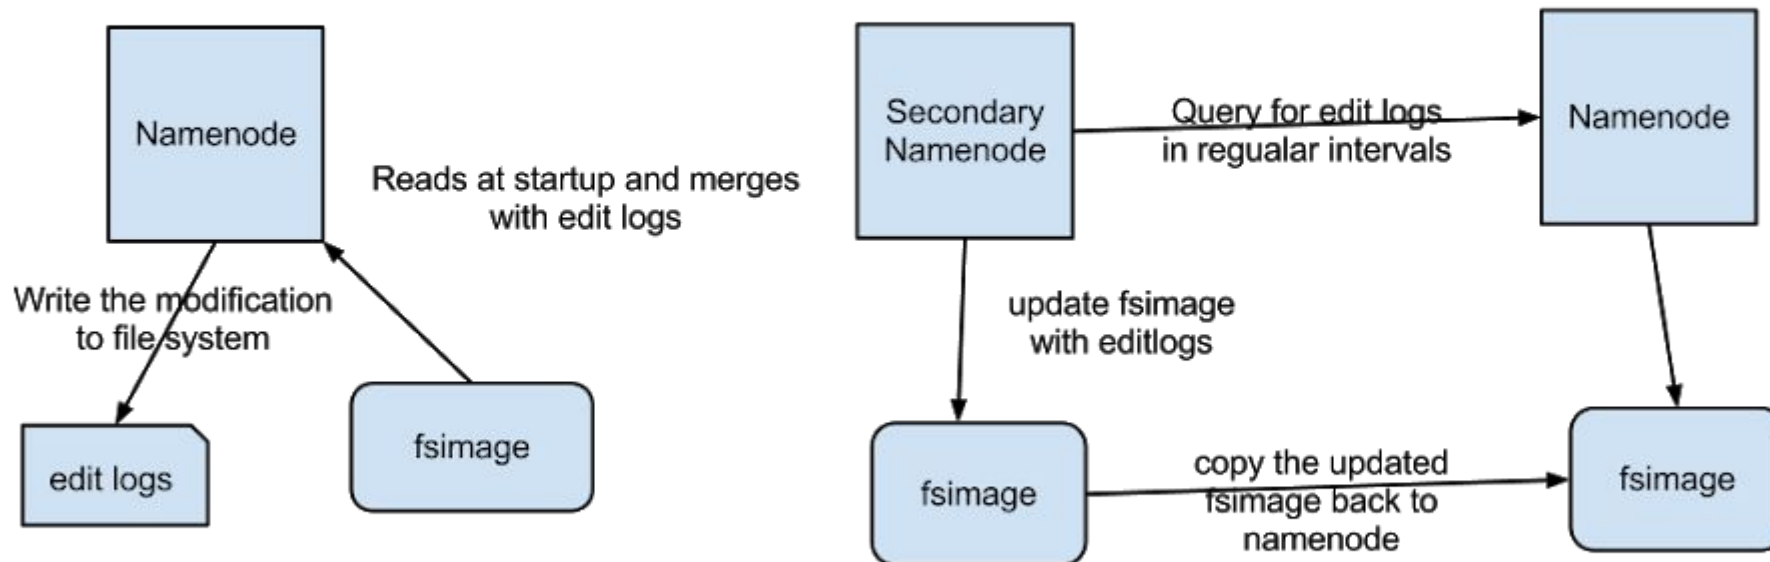 Namenode
Reads at startup and merges
with edit logs
Write the modification
to file system
edit logs
fsimage
Secondary
Namenode
Query for edit logs
in regualar intervals
Namenode
update fsimage
with editlogs
fsimage
copy the updated
fsimage back to
namenode
fsimage